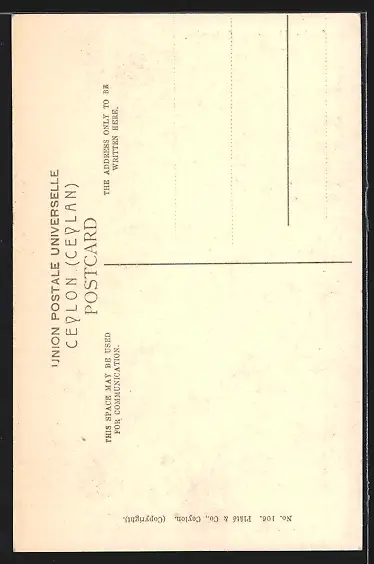 UNION POSTALE UNIVERSELLE
CEYLON (CEYLAN)
POSTCARD
THIS SPACE MAY BE USED
FOR COMMUNICATION.
THE ADDRESS ONLY TO BE
WRITTEN HERE.
No. 106. Plâté & Co., Ceylon. (Copyright).